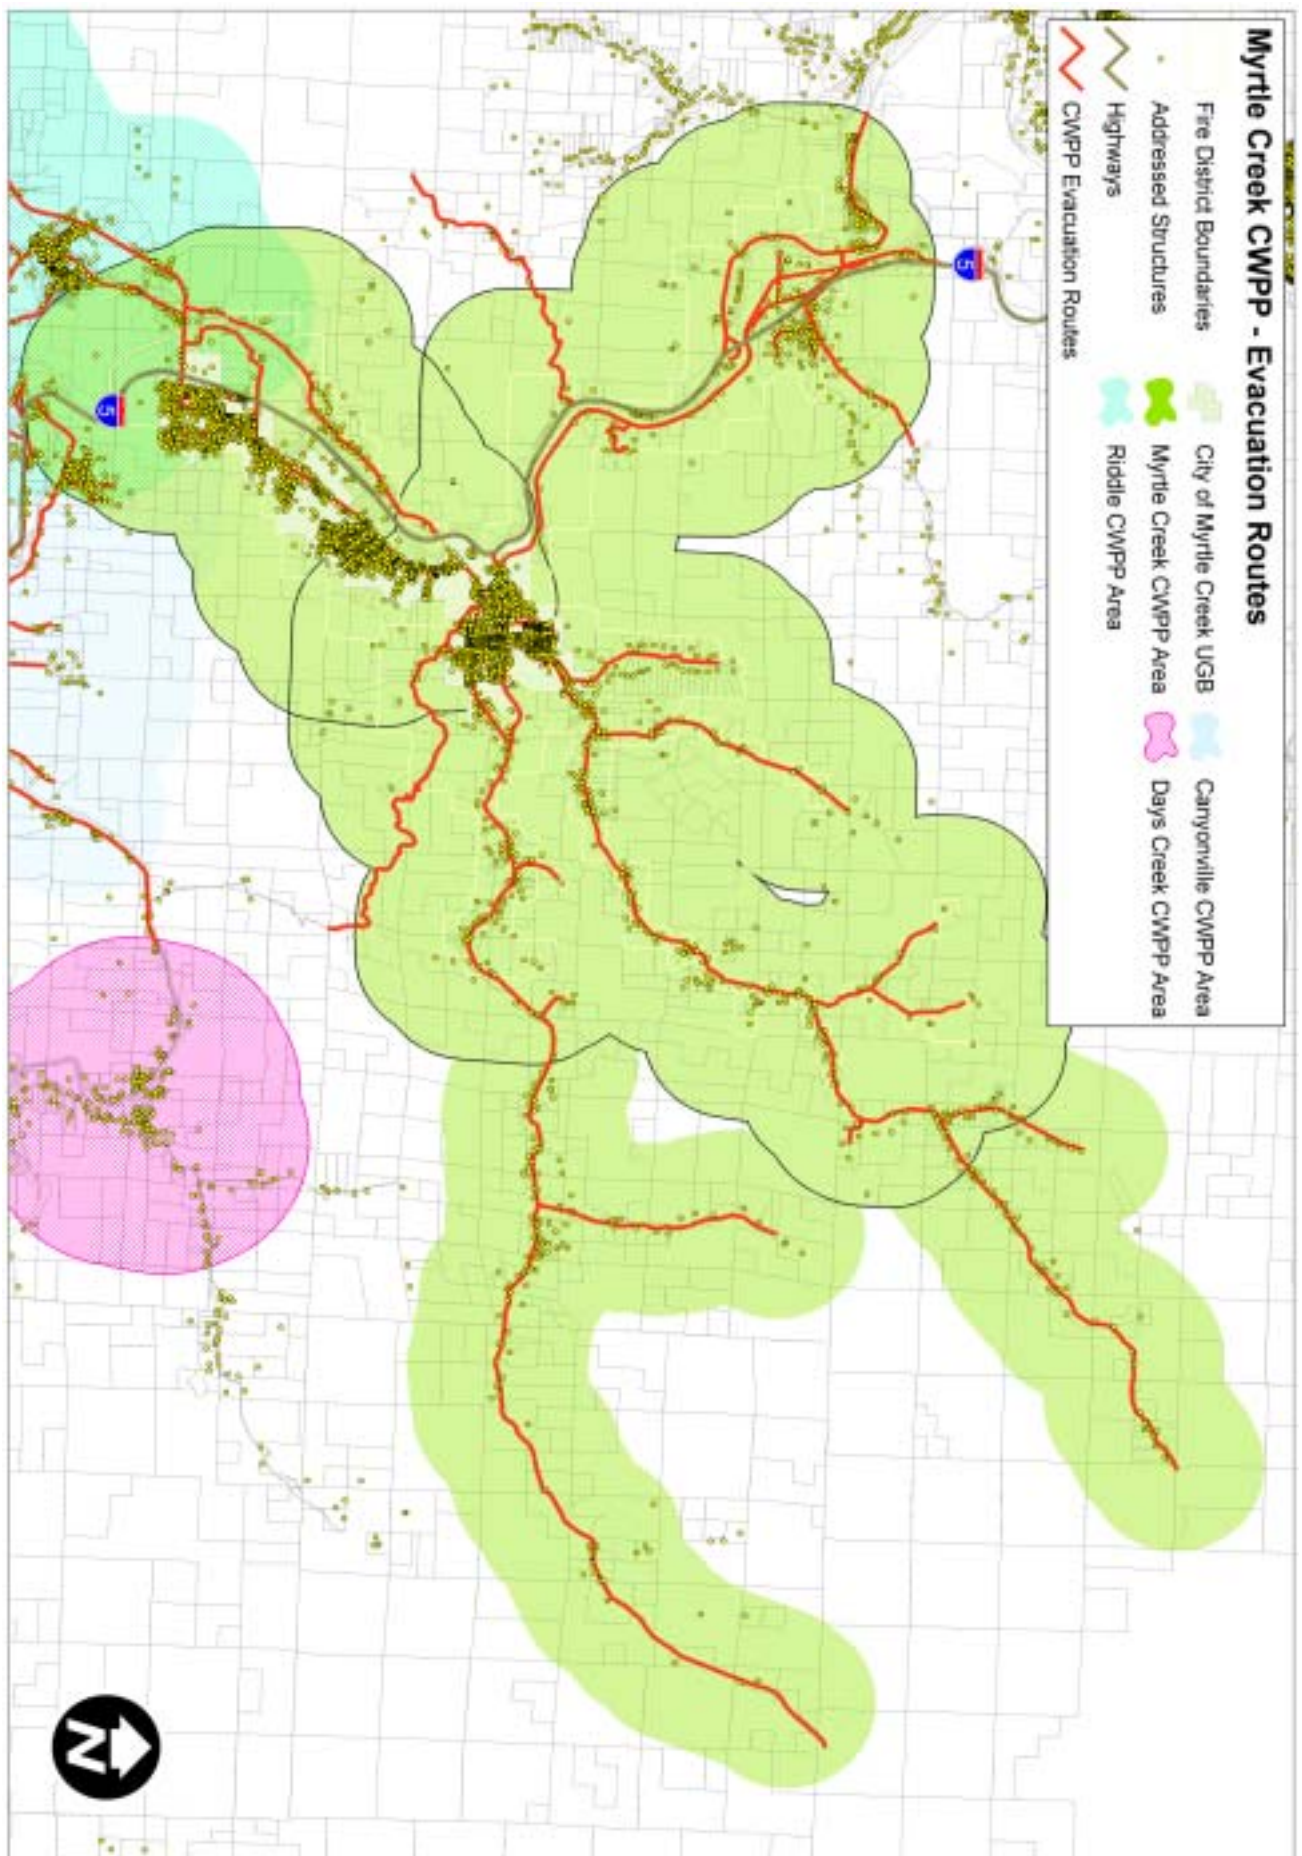 Myrtle Creek CWPP - Evacuation Routes
Fire District Boundaries
Addressed Structures
Highways
CWPP Evacuation Routes
City of Myrtle Creek UGB
Myrtle Creek CWPP Area
Riddle CWPP Area
Canyonville CWPP Area
Days Creek CWPP Area
5
5
N